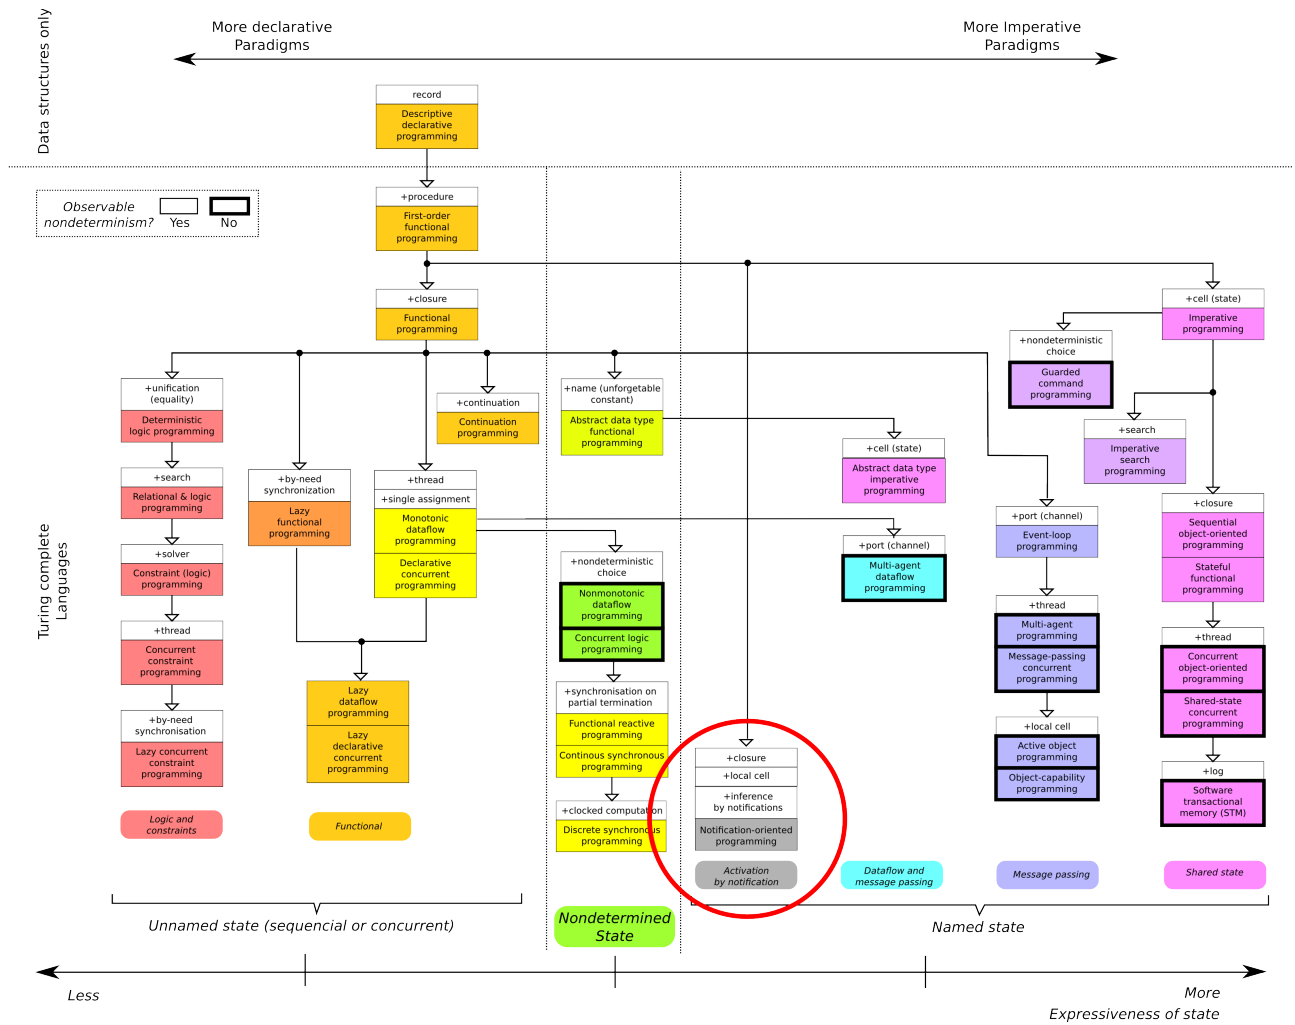 Data structures only
More declarative
Paradigms
More Imperative
Paradigms
record
Descriptive
declarative
programming
Observable
nondeterminism?
Yes
No
+procedure
First-order
functional
programming
+closure
Functional
programming
+cell (state)
Imperative
programming
+nondeterministic
choice
Guarded
command
programming
+unification
(equality)
Deterministic
logic programming
+continuation
Continuation
programming
+name (unforgetable
constant)
Abstract data type
functional
programming
+search
Imperative
search
programming
+cell (state)
Abstract data type
imperative
programming
+search
Relational & logic
programming
+by-need
synchronization
Lazy
functional
programming
+thread
+single assignment
Monotonic
dataflow
programming
Declarative
concurrent
programming
+port (channel)
Event-loop
programming
+closure
Sequential
object-oriented
programming
Stateful
functional
programming
+port (channel)
Multi-agent
dataflow
programming
+solver
Constraint (logic)
programming
+nondeterministic
choice
Nonmonotonic
dataflow
programming
Concurrent logic
programming
Turing complete
Languages
+thread
Concurrent
constraint
programming
+thread
Multi-agent
programming
Message-passing
concurrent
programming
+thread
Concurrent
object-oriented
programming
Shared-state
concurrent
programming
Lazy
dataflow
programming
Lazy
declarative
concurrent
programming
+synchronisation on
partial termination
Functional reactive
programming
Continous synchronous
programming
+by-need
synchronisation
Lazy concurrent
constraint
programming
+local cell
Active object
programming
Object-capability
programming
+closure
+local cell
+inference
by notifications
Notification-oriented
programming
+log
Software
transactional
memory (STM)
+clocked computation
Discrete synchronous
programming
Logic and
constraints
Functional
Activation
by notification
Dataflow and
message passing
Message passing
Shared state
Unnamed state (sequencial or concurrent)
Nondetermined
State
Named state
Less
More
Expressiveness of state